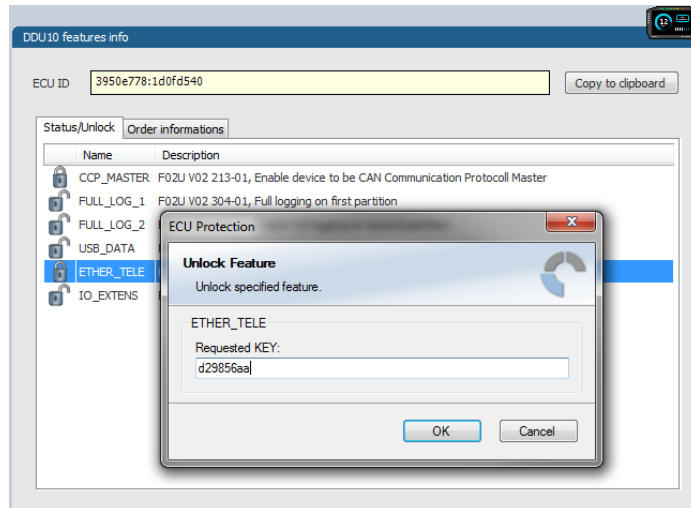 12
DDU10 features info
ECU ID 3950e778:1d0fd540 Copy to clipboard
Status/Unlock Order informations
Name Description
CCP_MASTER F02U V02 213-01, Enable device to be CAN Communication Protocoll Master
FULL_LOG_1 F02U V02 304-01, Full logging on first partition
FULL_LOG_2
USB_DATA
ETHER_TELE
IO_EXTENS
ECU Protection
Unlock Feature
Unlock specified feature.
ETHER_TELE
Requested KEY:
d29856aa
OK Cancel